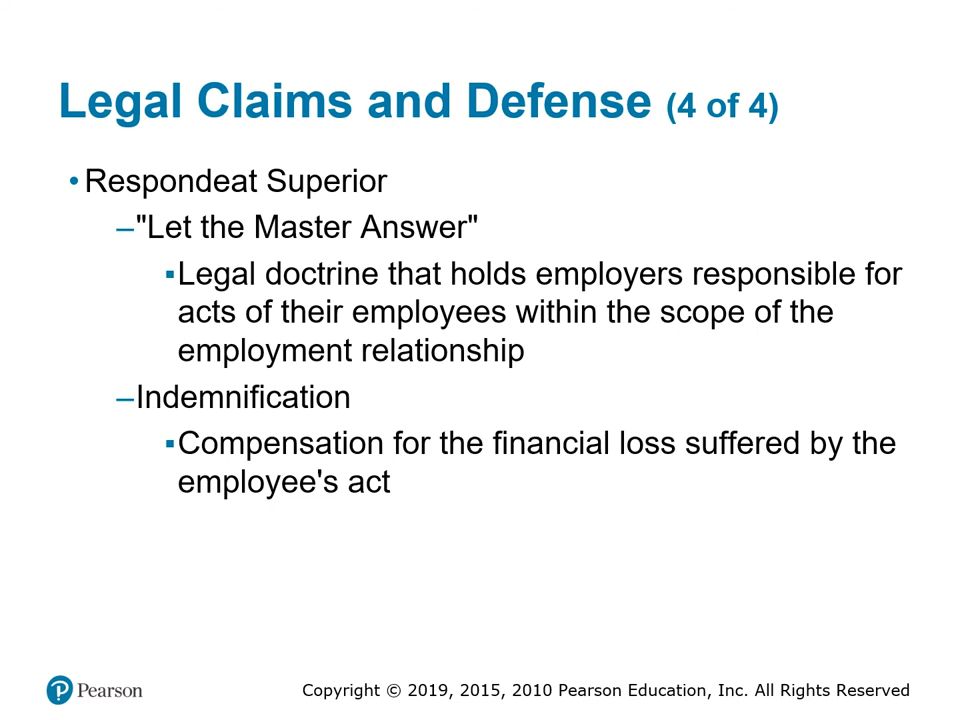 Legal Claims and Defense (4 of 4)
• Respondeat Superior
–"Let the Master Answer"
▪Legal doctrine that holds employers responsible for
acts of their employees within the scope of the
employment relationship
–Indemnification
▪Compensation for the financial loss suffered by the
employee's act
Pearson
Copyright © 2019, 2015, 2010 Pearson Education, Inc. All Rights Reserved